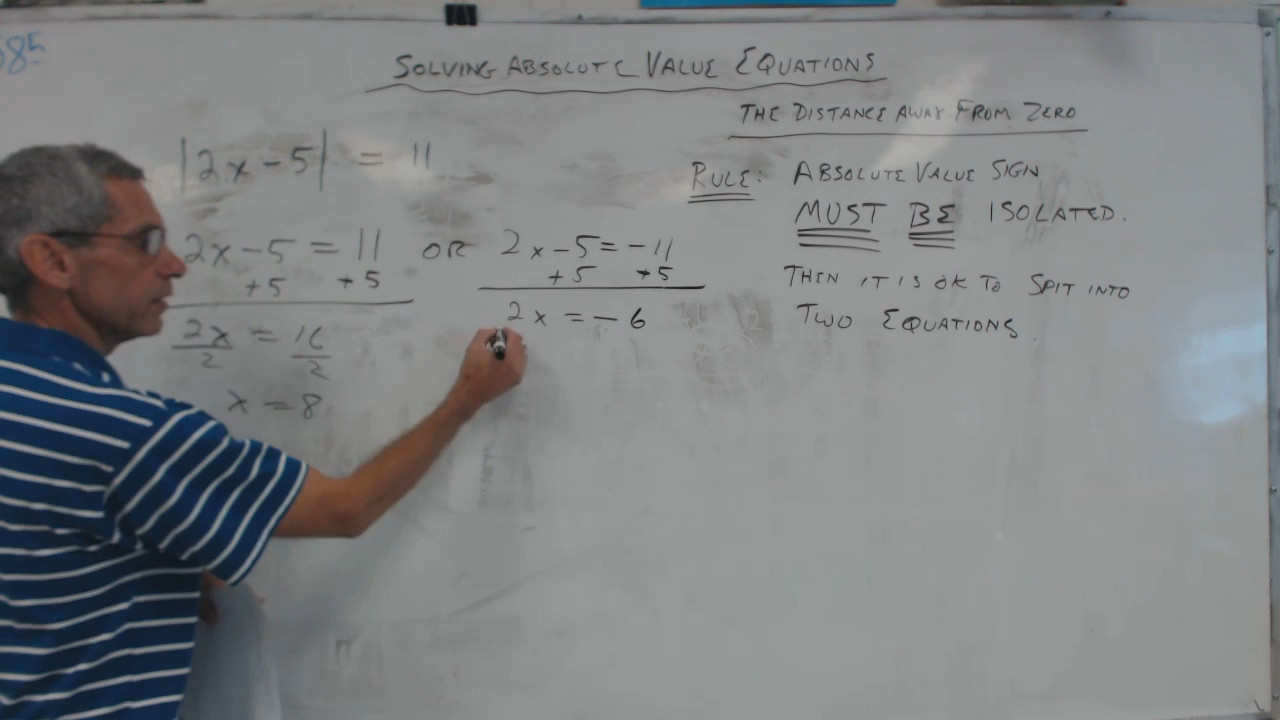 585
SOLVING ABSOLUTE VALUE EQUATIONS
THE DISTANCE AWAY FROM ZERO
|2x-5| = 11
2x-5 = 11 OR 2x-5 = -11
+5 +5 +5 +5
2x = 16 2x = -6
2 2
x = 8
RULE: ABSOLUTE VALUE SIGN
MUST BE ISOLATED.
THEN IT IS OK TO SPIT INTO
TWO EQUATIONS.